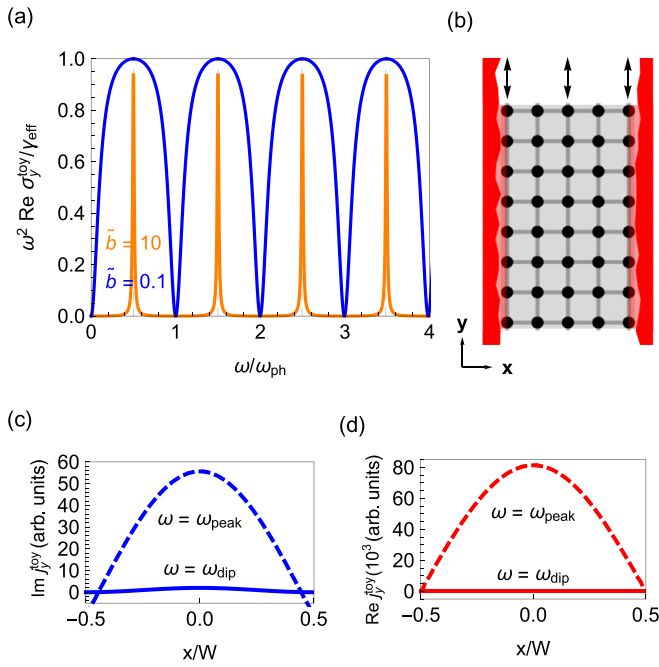 (a)
ω² Re σ_y^toy/γ_eff
1.0
0.8
0.6
0.4
0.2
0.0
b̃ = 10
b̃ = 0.1
0 1 2 3 4
ω/ω_ph
(b)
y
x
(c)
Im j_y^toy (arb. units)
60
50
40
30
20
10
0
ω = ω_peak
ω = ω_dip
−0.5 0.0 0.5
x/W
(d)
Re j_y^toy (10³ (arb. units)
80
60
40
20
0
ω = ω_peak
ω = ω_dip
−0.5 0.0 0.5
x/W